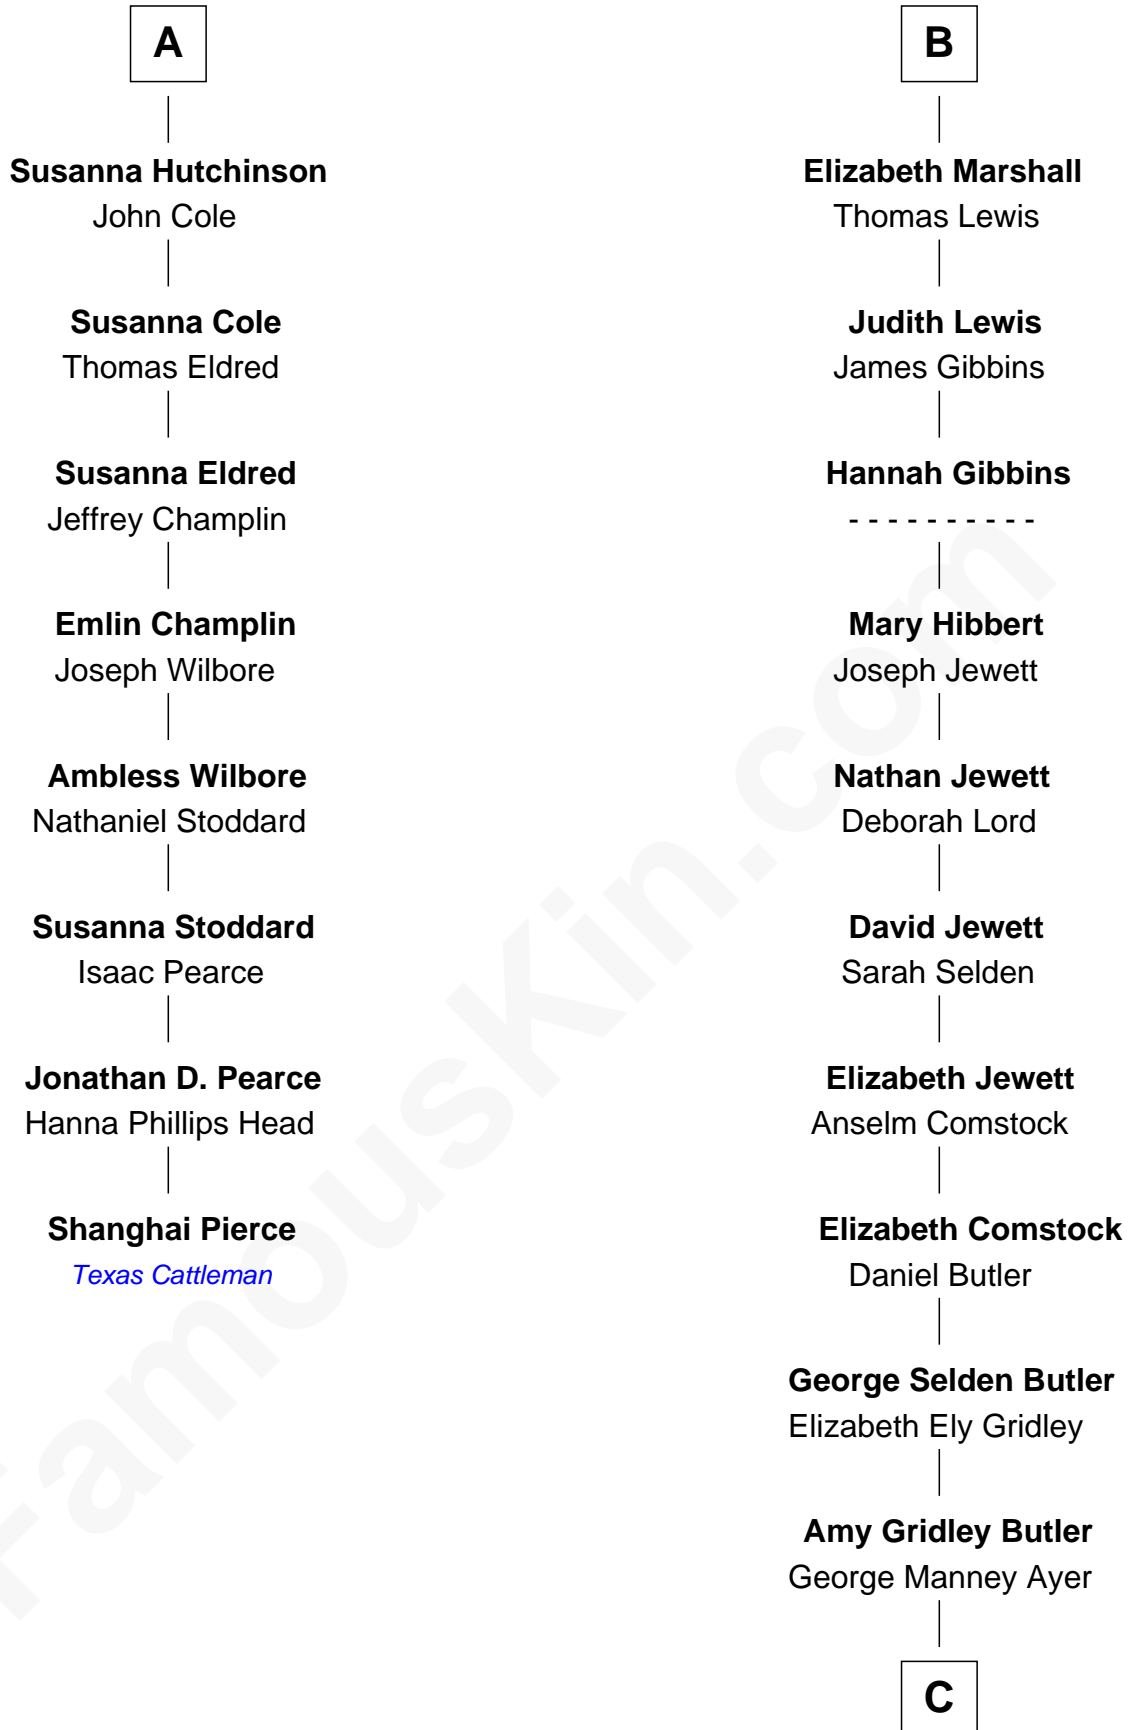 A
Susanna Hutchinson
John Cole
Susanna Cole
Thomas Eldred
Susanna Eldred
Jeffrey Champlin
Emlin Champlin
Joseph Wilbore
Ambless Wilbore
Nathaniel Stoddard
Susanna Stoddard
Isaac Pearce
Jonathan D. Pearce
Hanna Phillips Head
Shanghai Pierce
Texas Cattleman
B
Elizabeth Marshall
Thomas Lewis
Judith Lewis
James Gibbins
Hannah Gibbins
- - - - - - - - - -
Mary Hibbert
Joseph Jewett
Nathan Jewett
Deborah Lord
David Jewett
Sarah Selden
Elizabeth Jewett
Anselm Comstock
Elizabeth Comstock
Daniel Butler
George Selden Butler
Elizabeth Ely Gridley
Amy Gridley Butler
George Manney Ayer
C
FamousKin.com